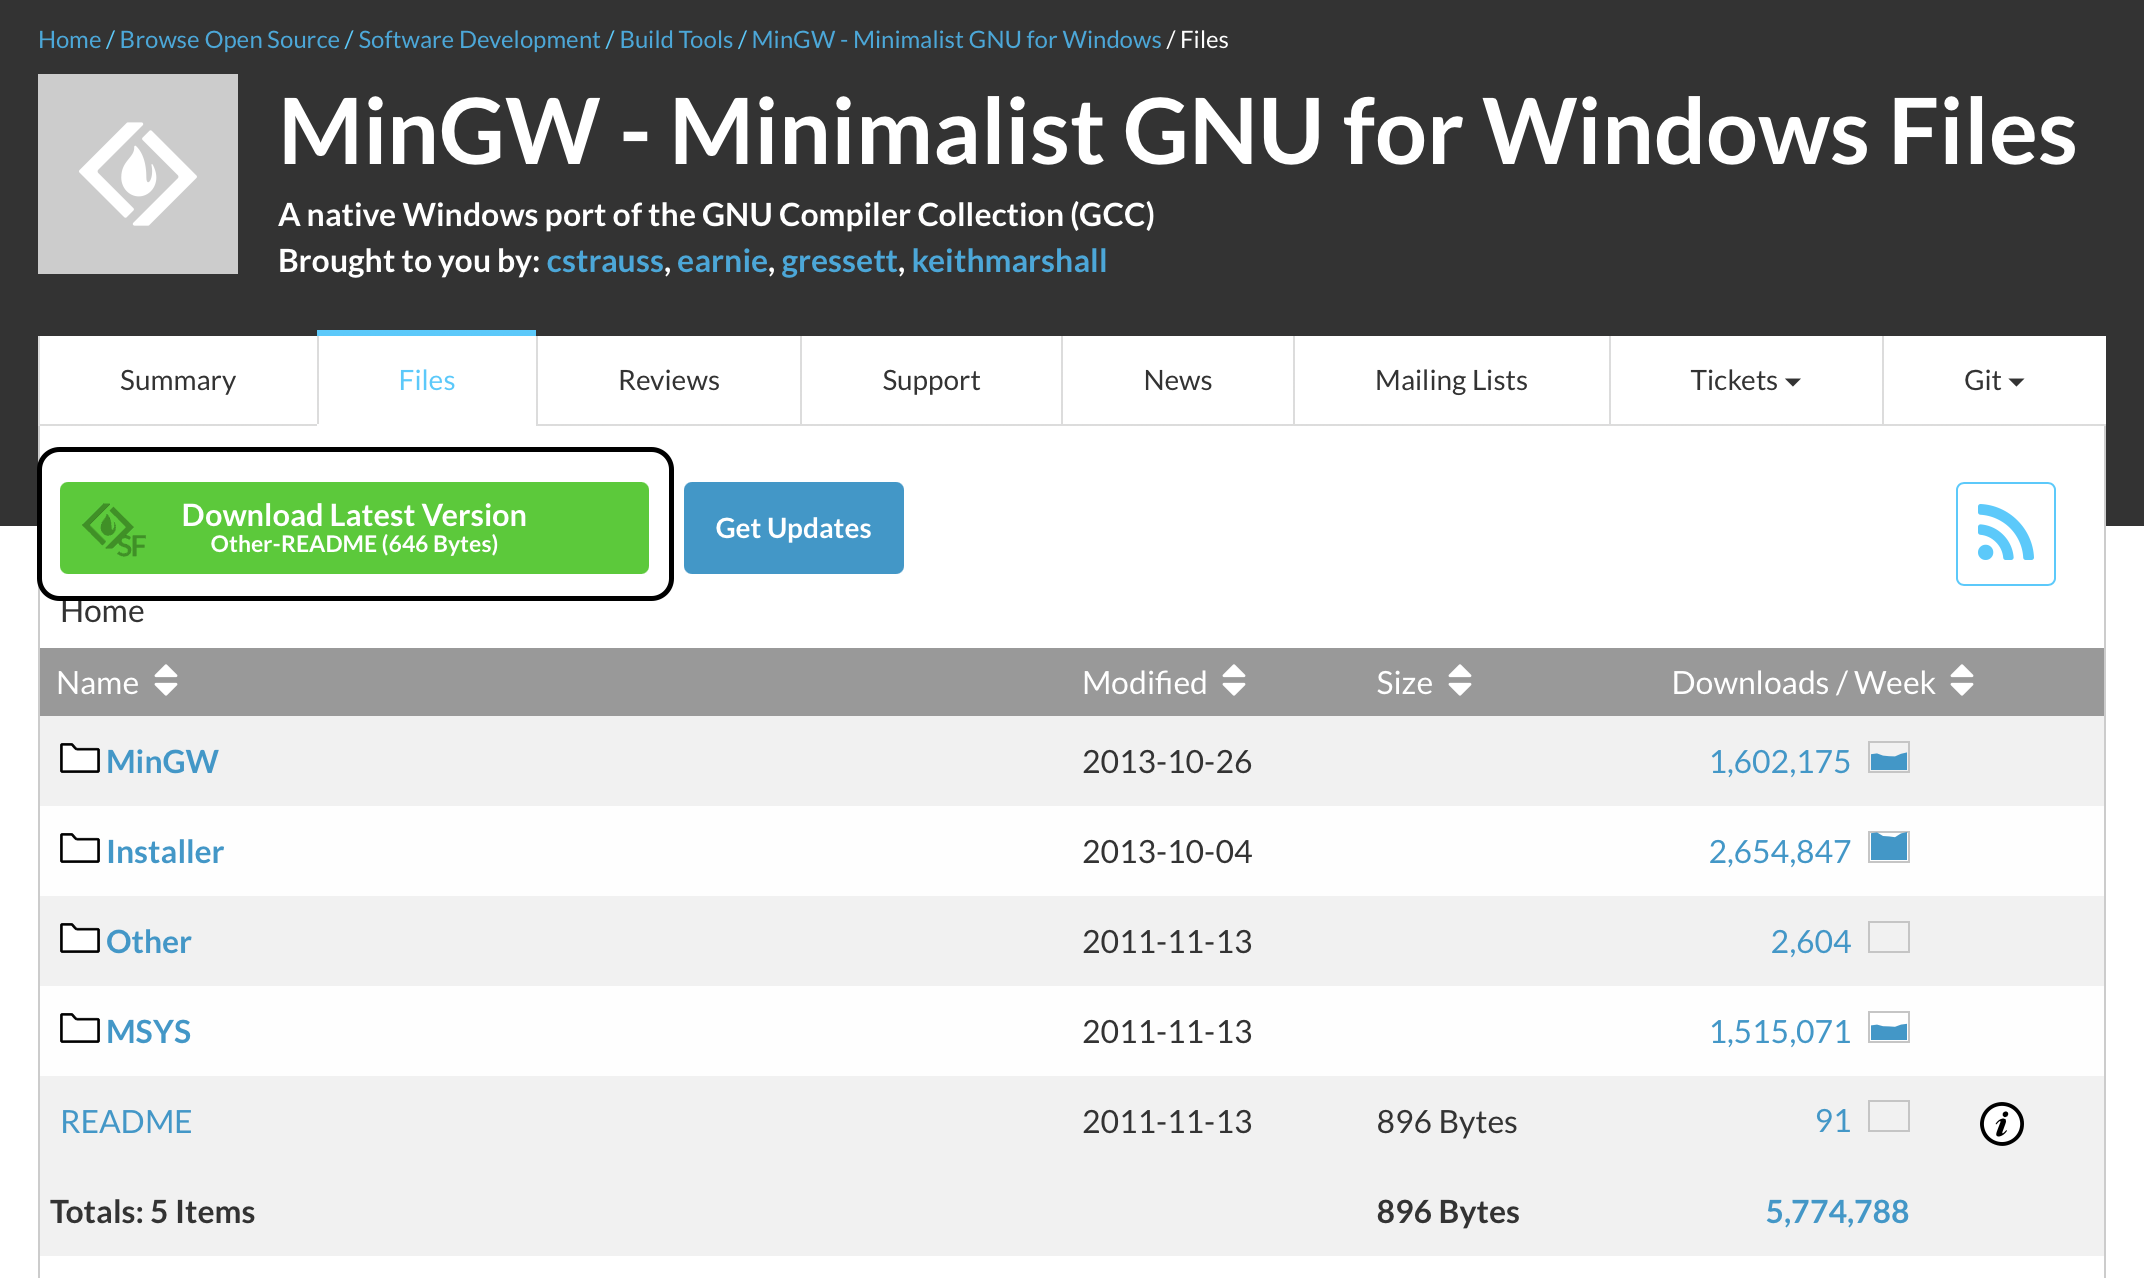 Home / Browse Open Source / Software Development / Build Tools / MinGW - Minimalist GNU for Windows / Files
MinGW - Minimalist GNU for Windows Files
A native Windows port of the GNU Compiler Collection (GCC)
Brought to you by: cstrauss, earnie, gressett, keithmarshall
Summary Files Reviews Support News Mailing Lists Tickets Git
SF Download Latest Version
Other-README (646 Bytes)
Get Updates
Home
Name Modified Size Downloads / Week
MinGW 2013-10-26 1,602,175
Installer 2013-10-04 2,654,847
Other 2011-11-13 2,604
MSYS 2011-11-13 1,515,071
README 2011-11-13 896 Bytes 91 i
Totals: 5 Items 896 Bytes 5,774,788